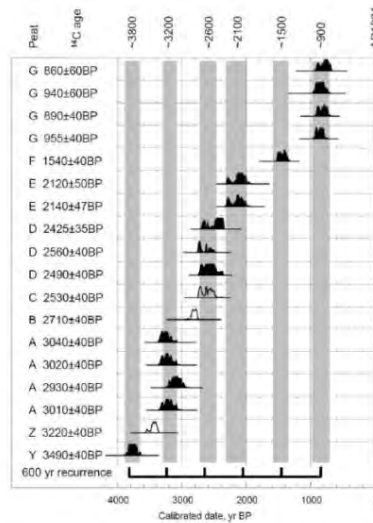 Peat
¹⁴C age
~3800
~3200
~2600
~2100
~1500
~900
G 860±60BP
G 940±60BP
G 890±40BP
G 955±40BP
F 1540±40BP
E 2120±50BP
E 2140±47BP
D 2425±35BP
D 2560±40BP
D 2490±40BP
C 2530±40BP
B 2710±40BP
A 3040±40BP
A 3020±40BP
A 2930±40BP
A 3010±40BP
Z 3220±40BP
Y 3490±40BP
600 yr recurrence
4000 3000 2000 1000
Calibrated date, yr BP